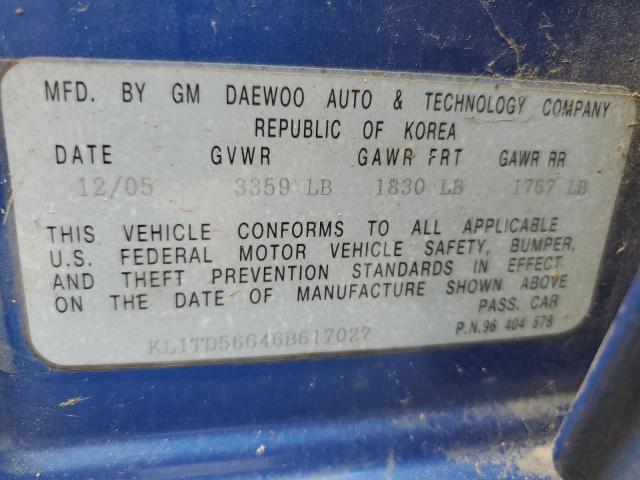 MFD. BY GM DAEWOO AUTO & TECHNOLOGY COMPANY
REPUBLIC OF KOREA
DATE GVWR GAWR FRT GAWR RR
12/05 3359 LB 1830 LB 1767 LB
THIS VEHICLE CONFORMS TO ALL APPLICABLE
U.S. FEDERAL MOTOR VEHICLE SAFETY, BUMPER,
AND THEFT PREVENTION STANDARDS IN EFFECT
ON THE DATE OF MANUFACTURE SHOWN ABOVE
PASS. CAR
KL1TD56646B617027
P.N.96 404 578